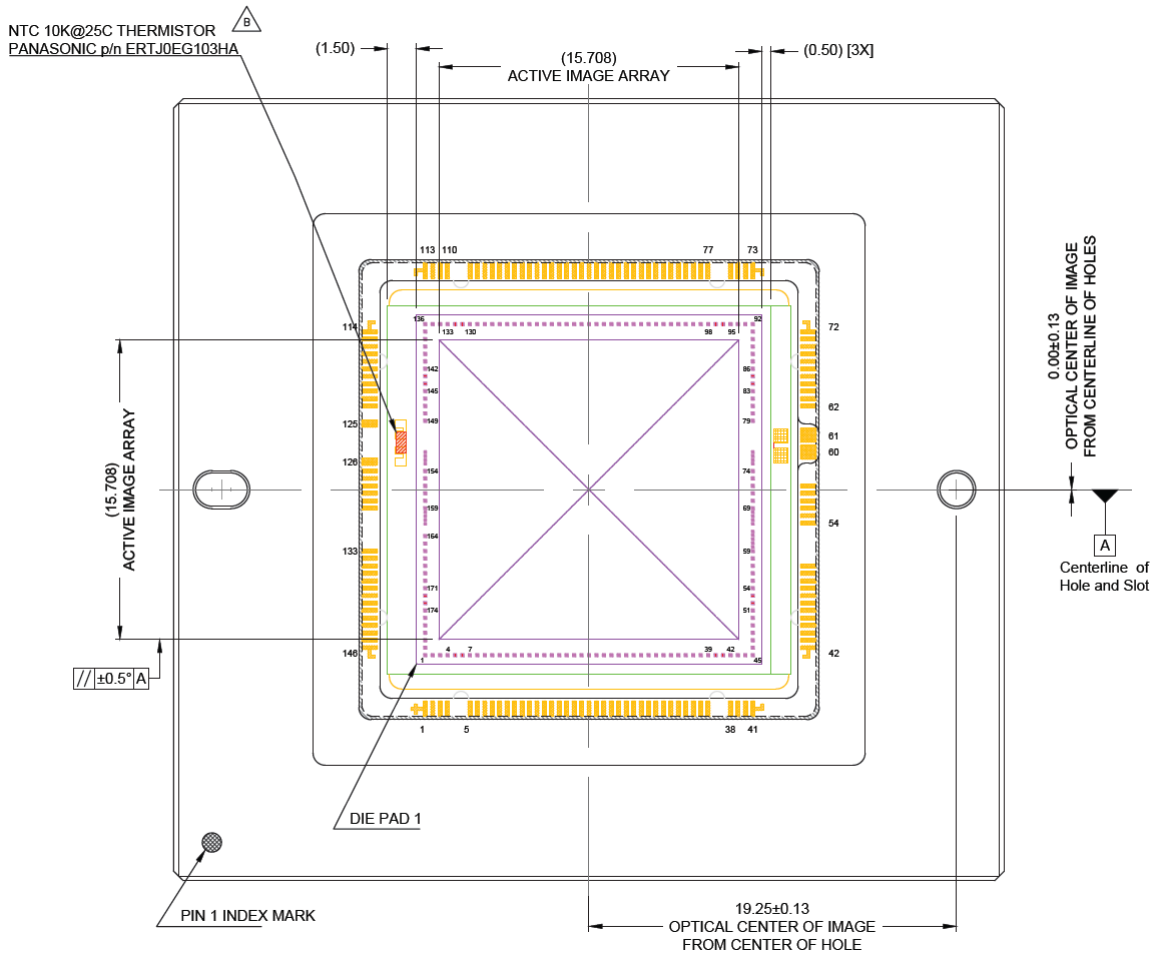 NTC 10K@25C THERMISTOR
PANASONIC p/n ERTJ0EG103HA
B
(1.50)
(15.708)
ACTIVE IMAGE ARRAY
(0.50) [3X]
113 110 77 73
136 92
133 130 98 95
114 72
142 86
145 83
62
149 79
125 61
60
126
154 74
159 69
54
164
133 59
171 54
174 51
4 7 39 42
146 1 45 42
1 5 38 41
(15.708)
ACTIVE IMAGE ARRAY
0.00±0.13
OPTICAL CENTER OF IMAGE
FROM CENTERLINE OF HOLES
A
Centerline of
Hole and Slot
// ±0.5° A
DIE PAD 1
PIN 1 INDEX MARK
19.25±0.13
OPTICAL CENTER OF IMAGE
FROM CENTER OF HOLE